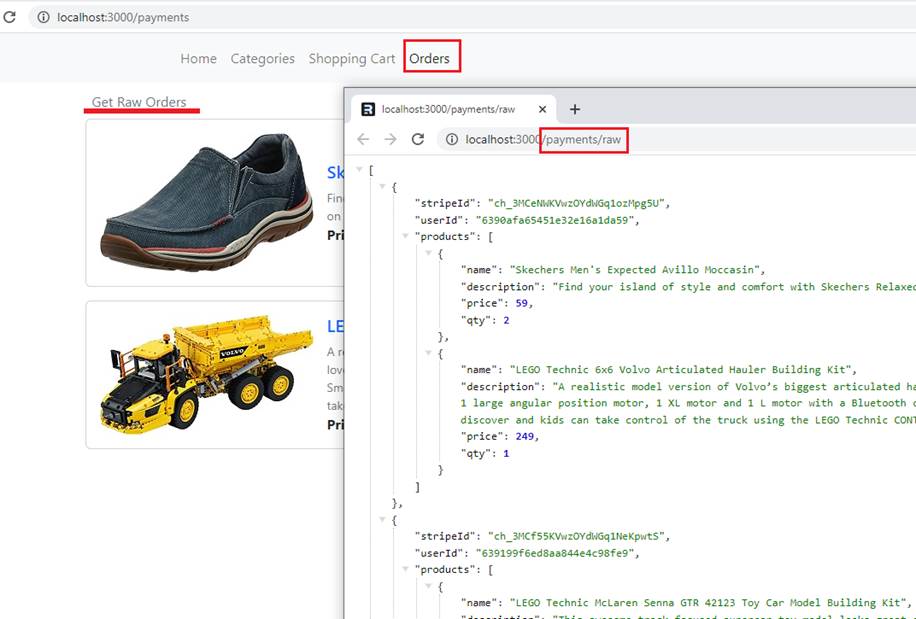 localhost:3000/payments
Home Categories Shopping Cart Orders
Get Raw Orders
Sk
Fin
on
Pri
VOLVO
LE
A r
lov
Sm
tak
Pri
localhost:3000/payments/raw
localhost:3000/payments/raw
[
{
"stripeId": "ch_3MCeNWKVwzOYdWGq1ozMpg5U",
"userId": "6390afa65451e32e16a1da59",
"products": [
{
"name": "Skechers Men's Expected Avillo Moccasin",
"description": "Find your island of style and comfort with Skechers Relaxed
"price": 59,
"qty": 2
},
{
"name": "LEGO Technic 6x6 Volvo Articulated Hauler Building Kit",
"description": "A realistic model version of Volvo’s biggest articulated ha
1 large angular position motor, 1 XL motor and 1 L motor with a Bluetooth c
discover and kids can take control of the truck using the LEGO Technic CONT
"price": 249,
"qty": 1
}
]
},
{
"stripeId": "ch_3MCf55KVwzOYdWGq1NeKpwtS",
"userId": "639199f6ed8aa844e4c98fe9",
"products": [
{
"name": "LEGO Technic McLaren Senna GTR 42123 Toy Car Model Building Kit",